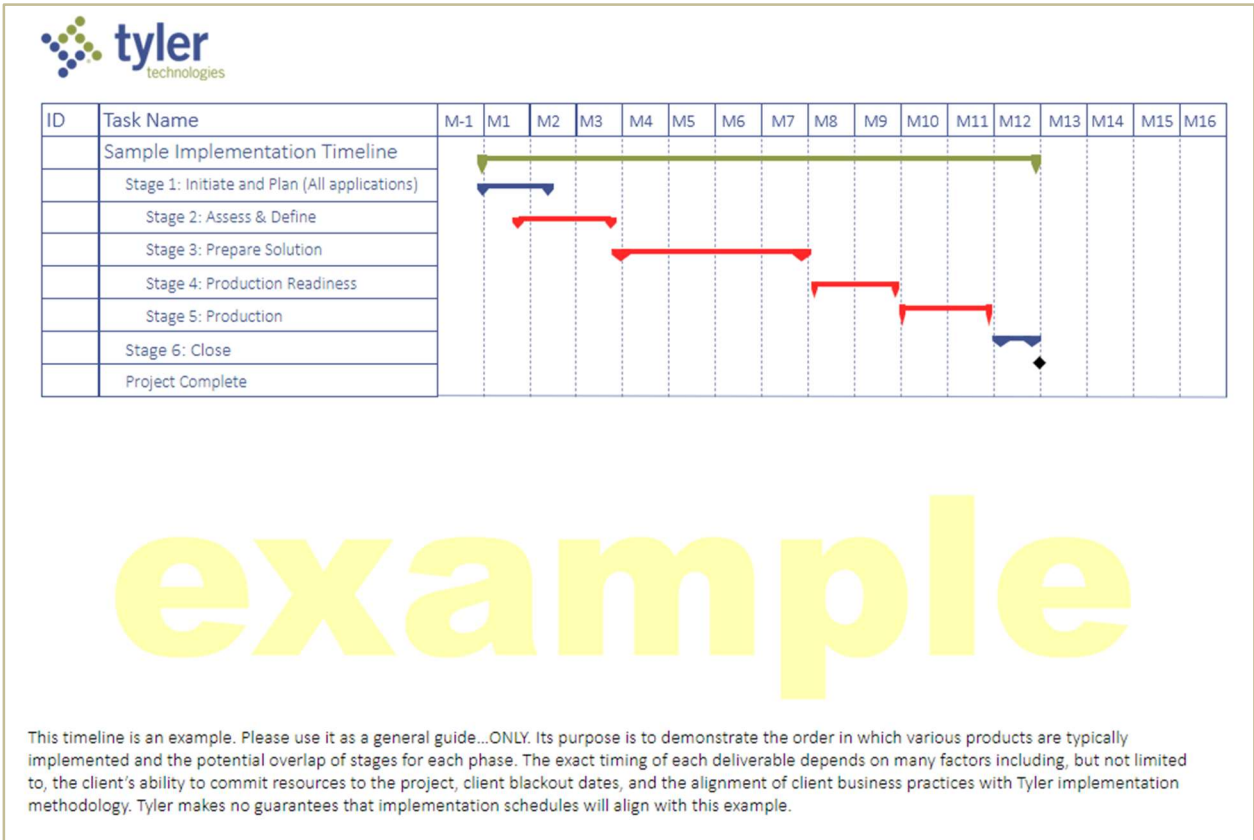 tyler
technologies
ID Task Name M-1 M1 M2 M3 M4 M5 M6 M7 M8 M9 M10 M11 M12 M13 M14 M15 M16
Sample Implementation Timeline
Stage 1: Initiate and Plan (All applications)
Stage 2: Assess & Define
Stage 3: Prepare Solution
Stage 4: Production Readiness
Stage 5: Production
Stage 6: Close
Project Complete
example
This timeline is an example. Please use it as a general guide...ONLY. Its purpose is to demonstrate the order in which various products are typically
implemented and the potential overlap of stages for each phase. The exact timing of each deliverable depends on many factors including, but not limited
to, the client's ability to commit resources to the project, client blackout dates, and the alignment of client business practices with Tyler implementation
methodology. Tyler makes no guarantees that implementation schedules will align with this example.